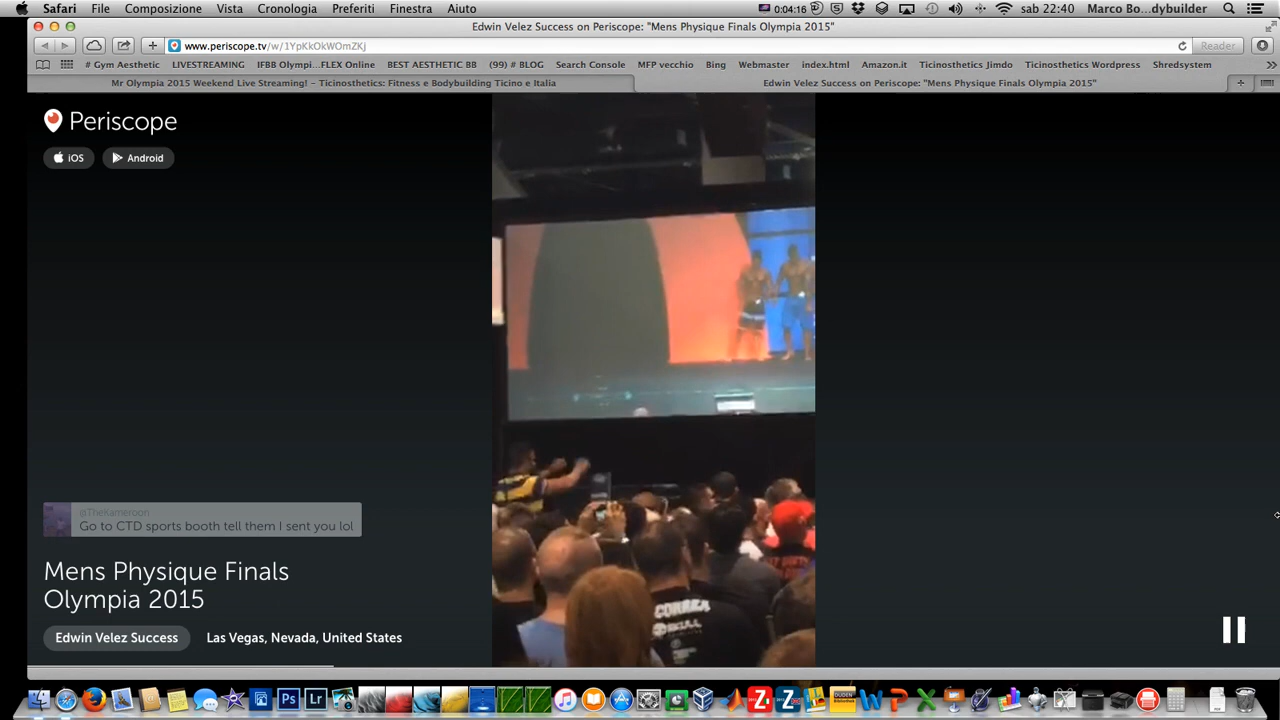 Safari File Composizione Vista Cronologia Preferiti Finestra Aiuto 0:04:16 sab 22:40 Marco Bo...dybuilder
Edwin Velez Success on Periscope: "Mens Physique Finals Olympia 2015"
www.periscope.tv/w/1YpKkOkWOmZKj Reader
# Gym Aesthetic LIVESTREAMING IFBB Olympi...FLEX Online BEST AESTHETIC BB (99) # BLOG Search Console MFP vecchio Bing Webmaster index.html Amazon.it Ticinosthetics Jimdo Ticinosthetics Wordpress Shredsystem
Mr Olympia 2015 Weekend Live Streaming! – Ticinosthetics: Fitness e Bodybuilding Ticino e Italia
Edwin Velez Success on Periscope: "Mens Physique Finals Olympia 2015"
Periscope
iOS Android
@TheKameroon
Go to CTD sports booth tell them I sent you lol
Mens Physique Finals
Olympia 2015
Edwin Velez Success Las Vegas, Nevada, United States
CORREA
SKULL
Ps Lr